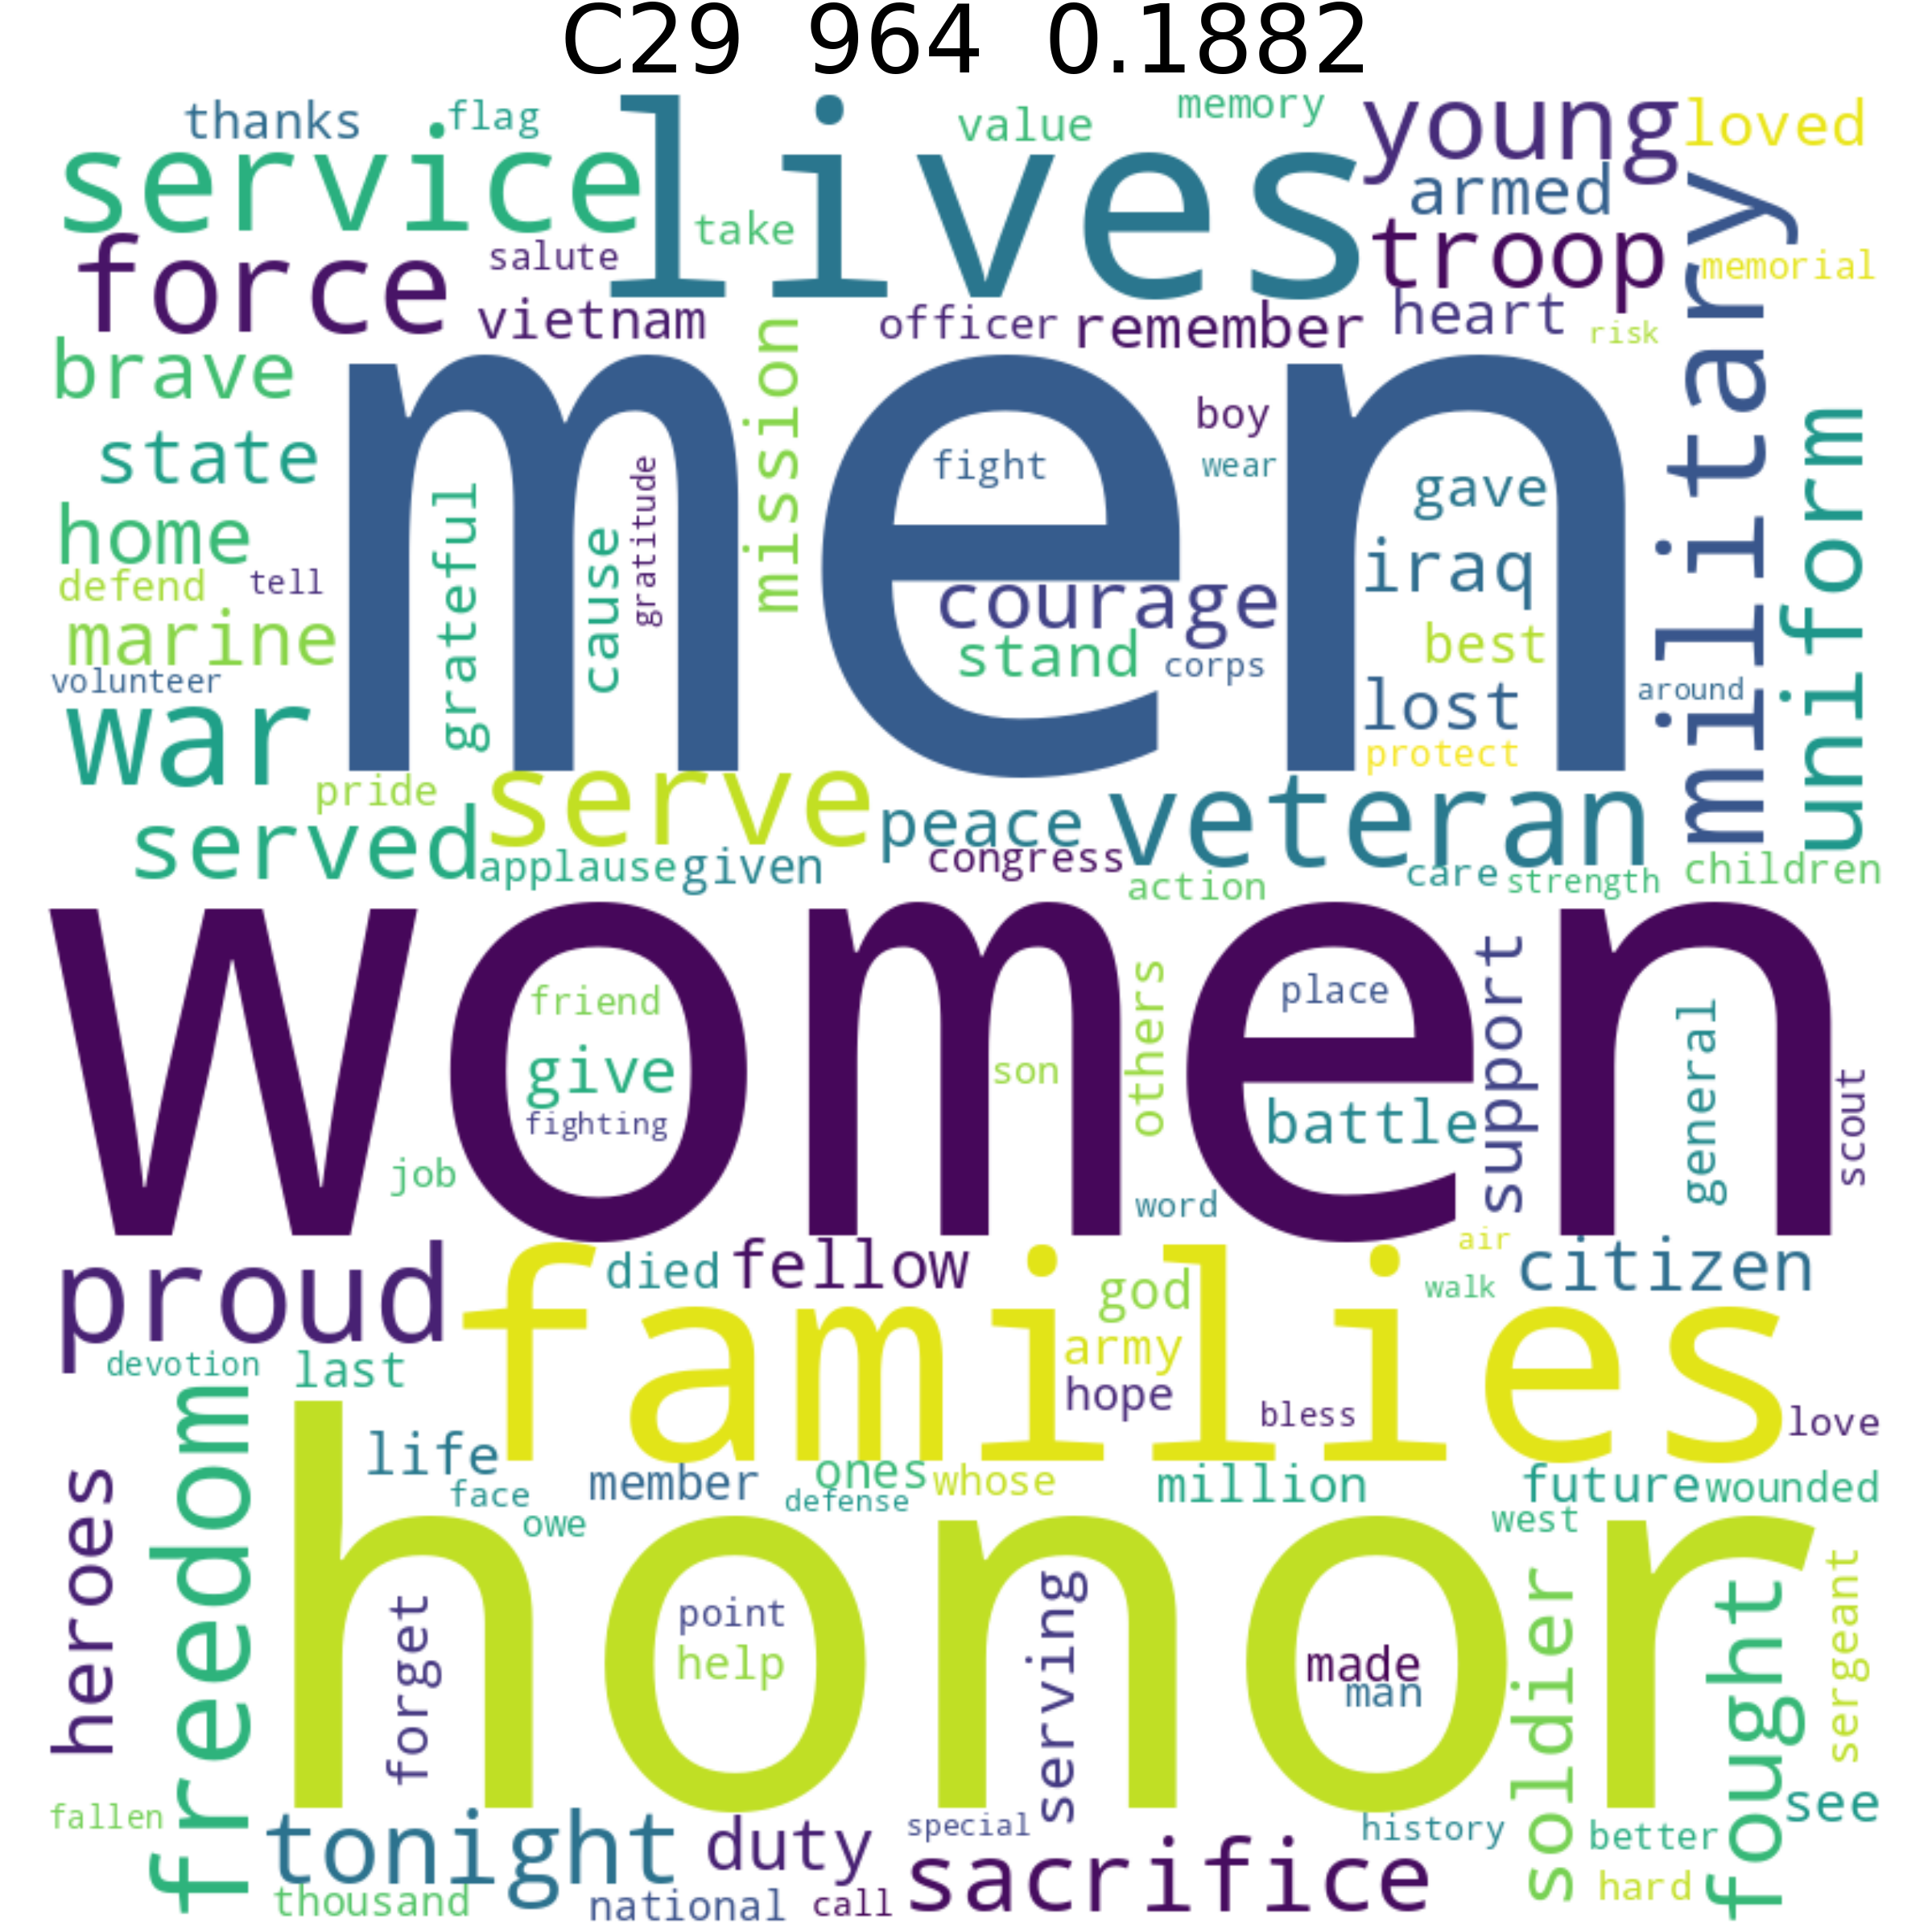 C29 964 0.1882
thanks flag value memory young loved
service lives armed
take
force salute troop memorial
vietnam officer remember heart risk
brave mission military
boy
state fight wear gave uniform
home grateful cause gratitude iraq
defend tell courage
marine stand corps best
volunteer lost around
war protect
pride serve peace veteran
served applause given congress care strength children
action
women
friend others place support general
give son
fighting battle scout
job word
proud families died fellow air citizen
god walk
devotion last army
hope bless love
freedom life member ones whose million future wounded
heroes face defense
owe west
honor
forget point serving soldier fought sergeant
help made
man
fallen tonight duty special history better see
sacrifice
thousand national call hard
men